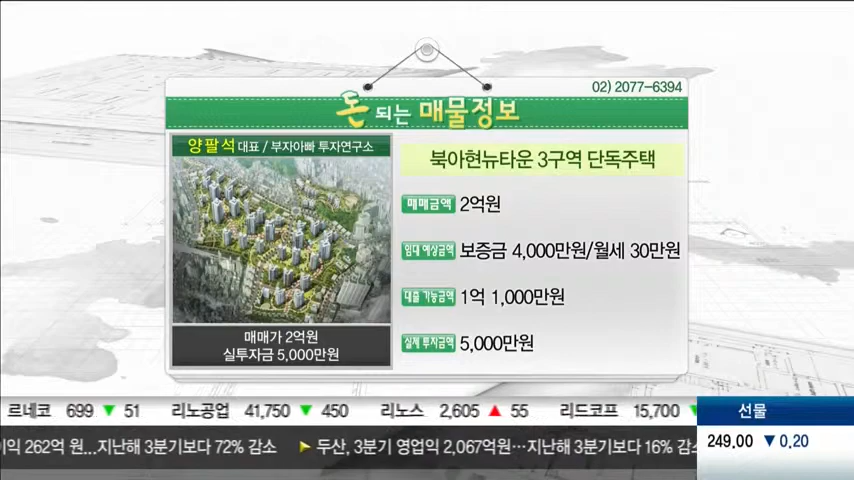 02) 2077-6394
돈 되는 매물정보
양팔석 대표 / 부자아빠 투자연구소
북아현뉴타운 3구역 단독주택
매매금액 2억원
임대 예상금액 보증금 4,000만원/월세 30만원
대출 가능금액 1억 1,000만원
실제 투자금액 5,000만원
매매가 2억원
실투자금 5,000만원
르네코 699 ▼ 51 리노공업 41,750 ▼ 450 리노스 2,605 ▲ 55 리드코프 15,700 ▼
선물
249.00 ▼ 0.20
익 262억 원...지난해 3분기보다 72% 감소 ▶ 두산, 3분기 영업익 2,067억원…지난해 3분기보다 16% 감